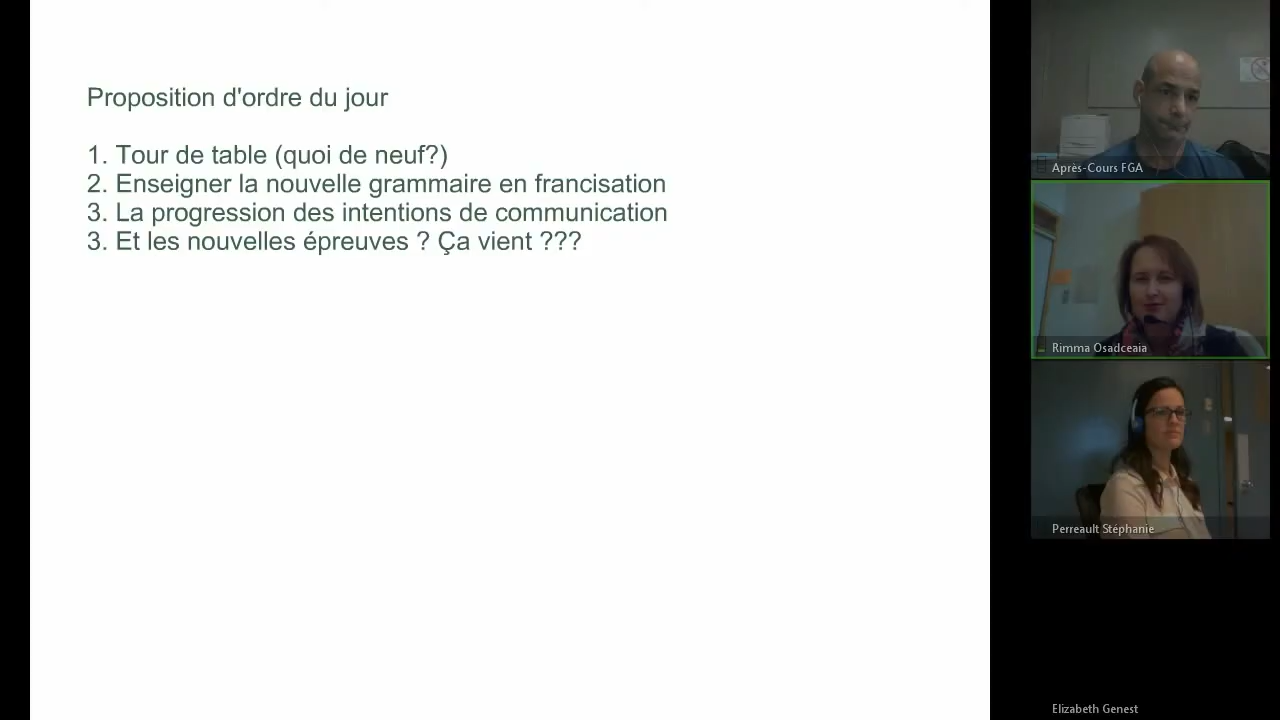 Proposition d'ordre du jour
1. Tour de table (quoi de neuf?)
2. Enseigner la nouvelle grammaire en francisation
3. La progression des intentions de communication
3. Et les nouvelles épreuves ? Ça vient ???
Après-Cours FGA
Rimma Osadceaia
Perreault Stéphanie
Elizabeth Genest